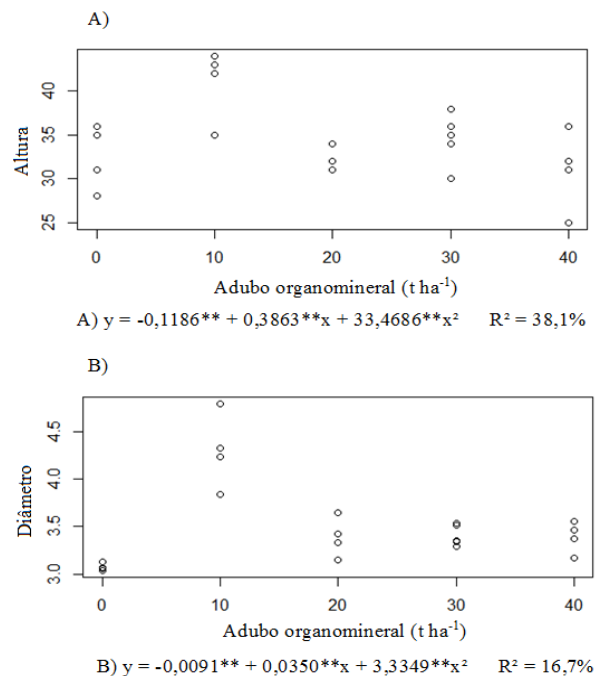 A)
40
35
30
25
Altura
0 10 20 30 40
Adubo organomineral (t ha⁻¹)
A) y = -0,1186** + 0,3863**x + 33,4686**x² R² = 38,1%
B)
4.5
4.0
3.5
3.0
Diâmetro
0 10 20 30 40
Adubo organomineral (t ha⁻¹)
B) y = -0,0091** + 0,0350**x + 3,3349**x² R² = 16,7%